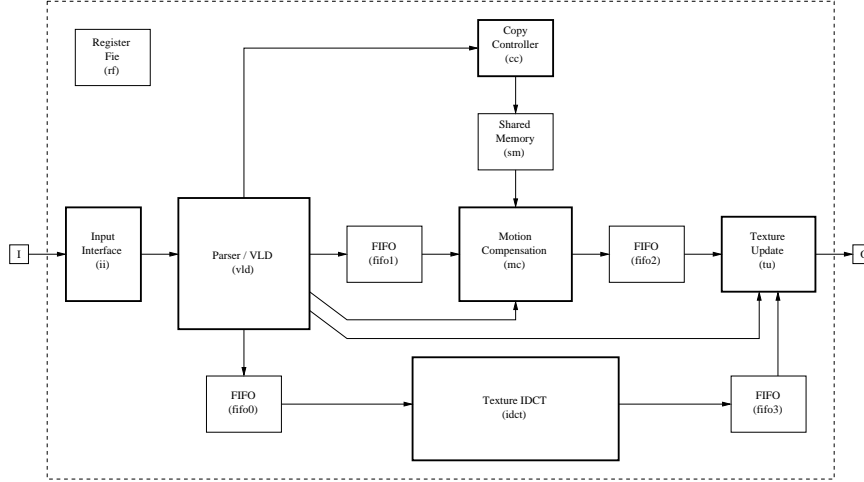 Register
Fie
(rf)
Copy
Controller
(cc)
Shared
Memory
(sm)
I
Input
Interface
(ii)
Parser / VLD
(vld)
FIFO
(fifo1)
Motion
Compensation
(mc)
FIFO
(fifo2)
Texture
Update
(tu)
FIFO
(fifo0)
Texture IDCT
(idct)
FIFO
(fifo3)